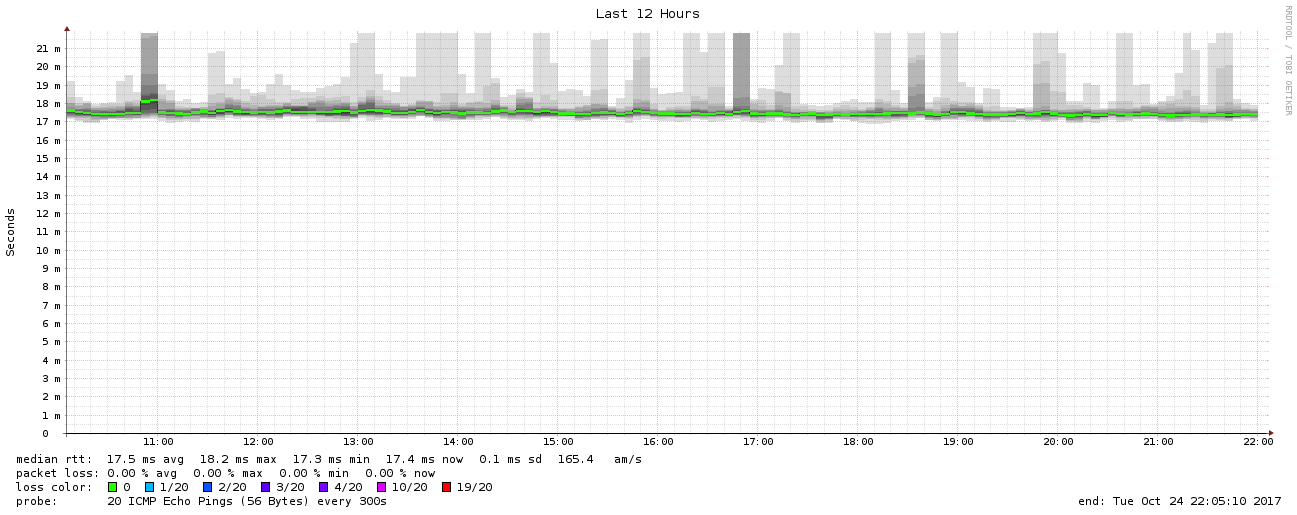 Last 12 Hours
RRDTOOL / TOBI OETIKER
Seconds
21 m
20 m
19 m
18 m
17 m
16 m
15 m
14 m
13 m
12 m
11 m
10 m
9 m
8 m
7 m
6 m
5 m
4 m
3 m
2 m
1 m
0
11:00 12:00 13:00 14:00 15:00 16:00 17:00 18:00 19:00 20:00 21:00 22:00
median rtt: 17.5 ms avg 18.2 ms max 17.3 ms min 17.4 ms now 0.1 ms sd 165.4 am/s
packet loss: 0.00 % avg 0.00 % max 0.00 % min 0.00 % now
loss color: 0 1/20 2/20 3/20 4/20 10/20 19/20
probe: 20 ICMP Echo Pings (56 Bytes) every 300s end: Tue Oct 24 22:05:10 2017